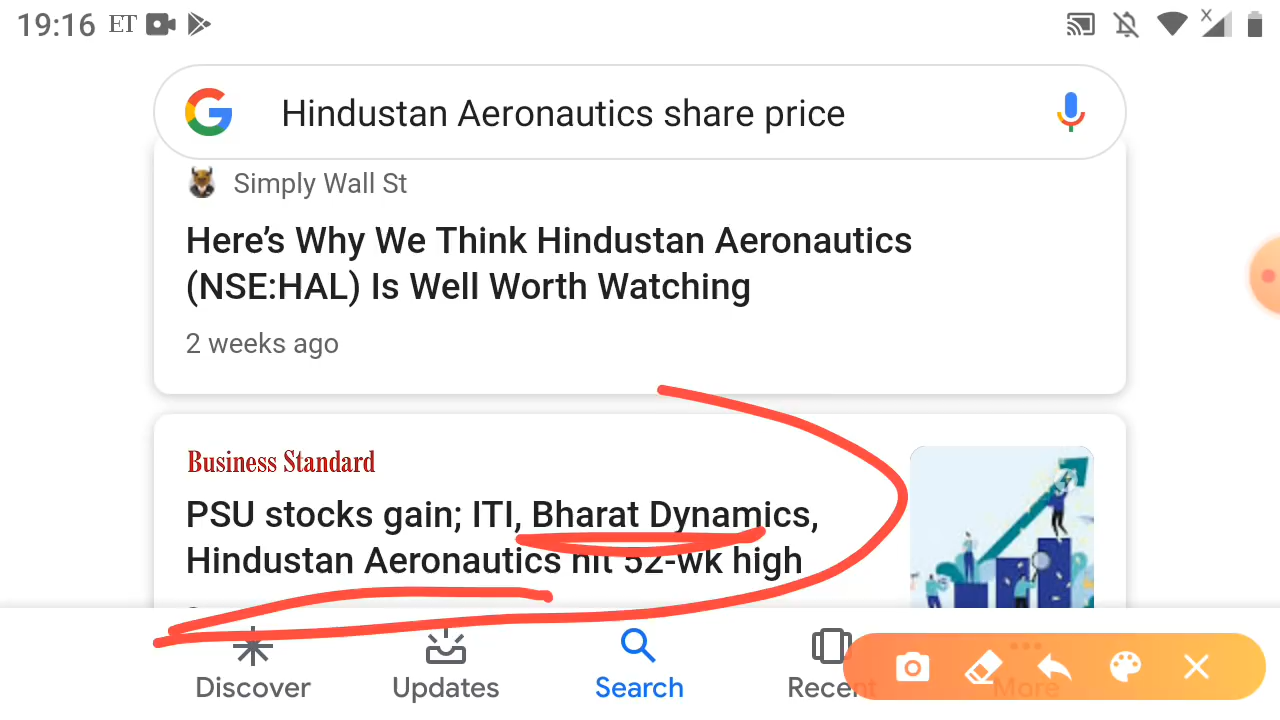 19:16 ET
Hindustan Aeronautics share price
Simply Wall St
Here's Why We Think Hindustan Aeronautics
(NSE:HAL) Is Well Worth Watching
2 weeks ago
Business Standard
PSU stocks gain; ITI, Bharat Dynamics,
Hindustan Aeronautics hit 52-wk high
Discover Updates Search Recent More